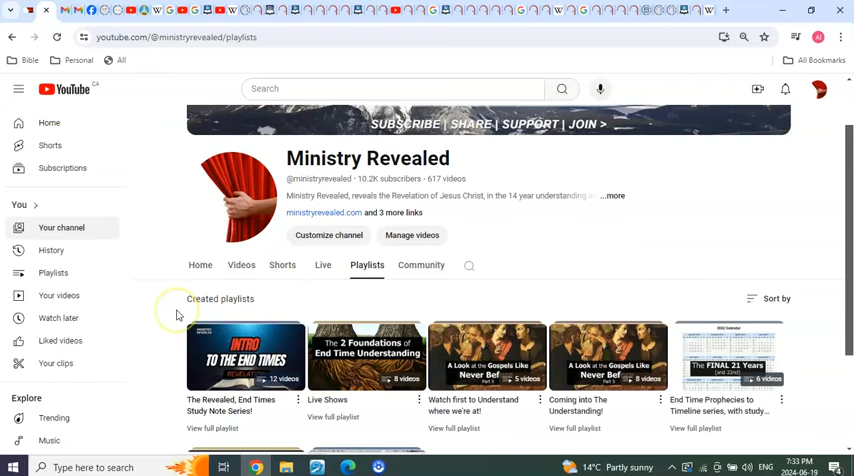 youtube.com/@ministryrevealed/playlists
Bible
Personal
All
All Bookmarks
YouTube CA
Search
SUBSCRIBE | SHARE | SUPPORT | JOIN >
Home
Shorts
Subscriptions
You
Your channel
History
Playlists
Your videos
Watch later
Liked videos
Your clips
Explore
Trending
Music
Ministry Revealed
@ministryrevealed · 10.2K subscribers · 617 videos
Ministry Revealed, reveals the Revelation of Jesus Christ, in the 14 year understanding ...more
ministryrevealed.com and 3 more links
Customize channel
Manage videos
Home
Videos
Shorts
Live
Playlists
Community
Created playlists
Sort by
INTRO
TO THE END TIMES
REVELATION
12 videos
The Revealed, End Times
Study Note Series!
View full playlist
The 2 Foundations of
End Time Understanding
8 videos
Live Shows
View full playlist
A Look at the Gospels Like
Never Bef
Part 5
5 videos
Watch first to Understand
where we're at!
View full playlist
A Look at the Gospels Like
Never Bef
Part 5
8 videos
Coming into The
Understanding!
View full playlist
2032 Calendar
The FINAL 21 Years
(and 22nd)
6 videos
End Time Prophecies to
Timeline series, with study...
View full playlist
Type here to search
14°C Partly sunny
ENG
7:33 PM
2024-06-19